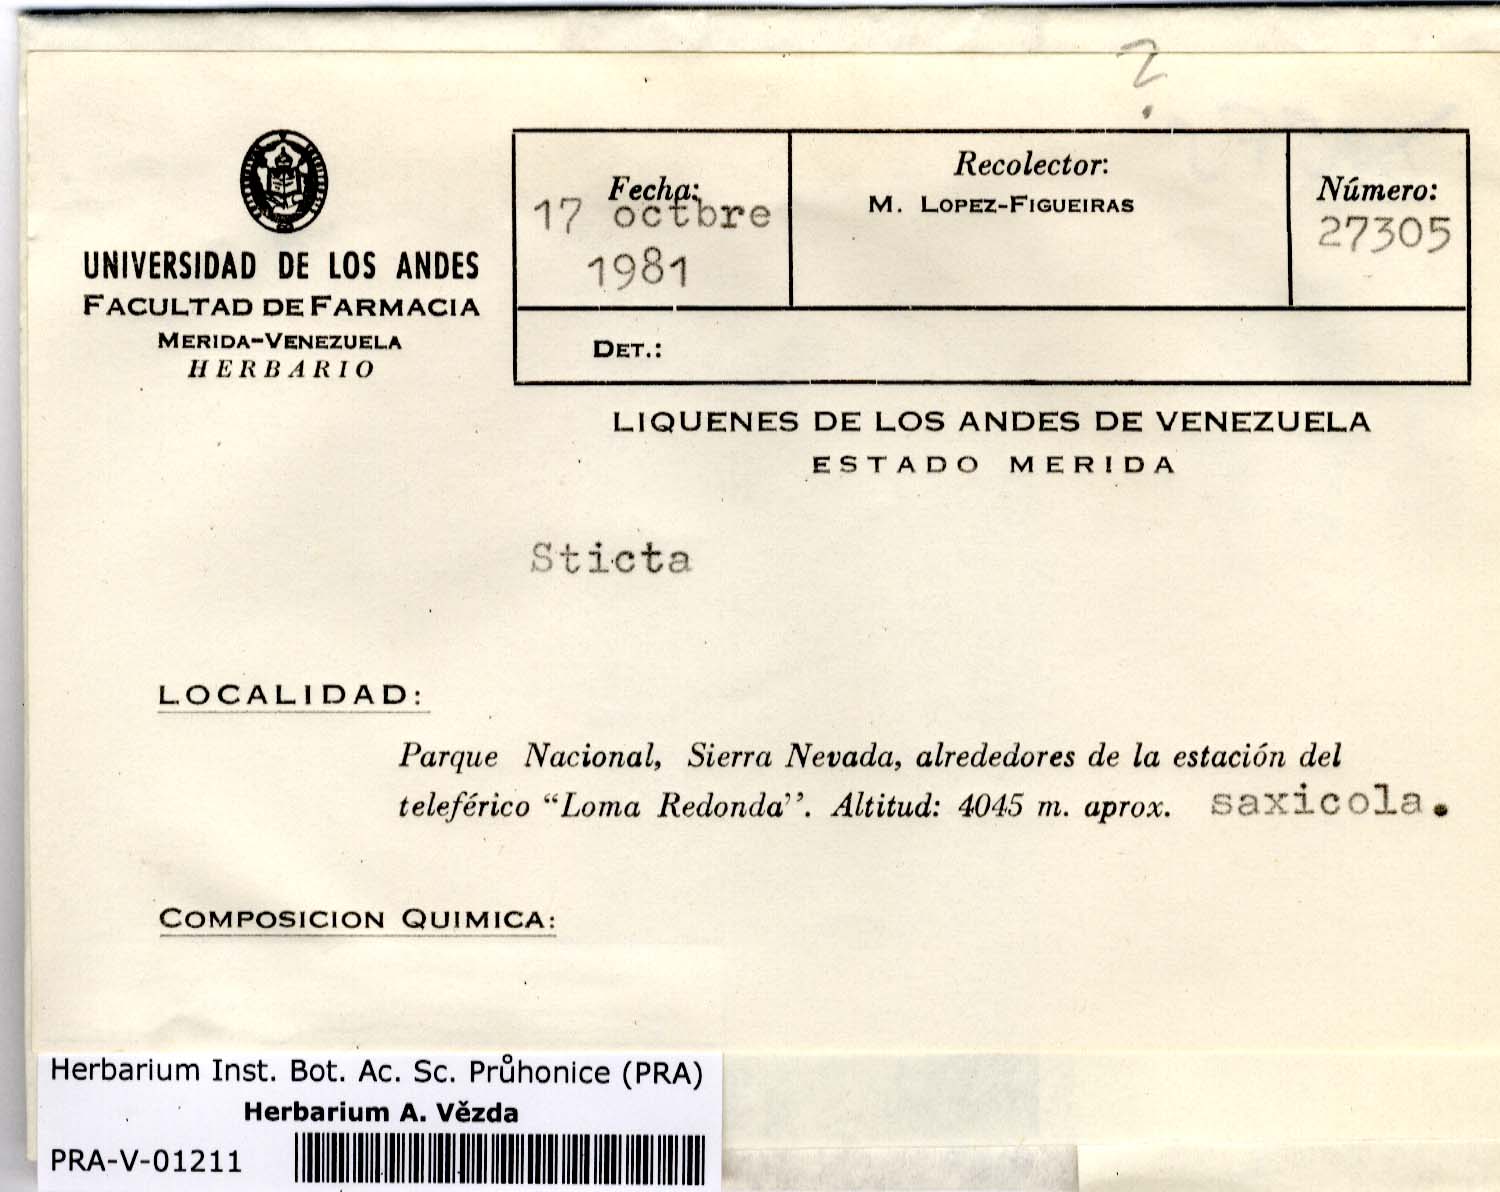 ?
UNIVERSIDAD DE LOS ANDES
FACULTAD DE FARMACIA
MERIDA-VENEZUELA
HERBARIO
Fecha:
17 octbre
1981
Recolector:
M. LOPEZ-FIGUEIRAS
Número:
27305
DET.:
LIQUENES DE LOS ANDES DE VENEZUELA
ESTADO MERIDA
Sticta
LOCALIDAD:
Parque Nacional, Sierra Nevada, alrededores de la estación del
teleférico “Loma Redonda”. Altitud: 4045 m. aprox. saxicola.
COMPOSICION QUIMICA:
Herbarium Inst. Bot. Ac. Sc. Průhonice (PRA)
Herbarium A. Vězda
PRA-V-01211